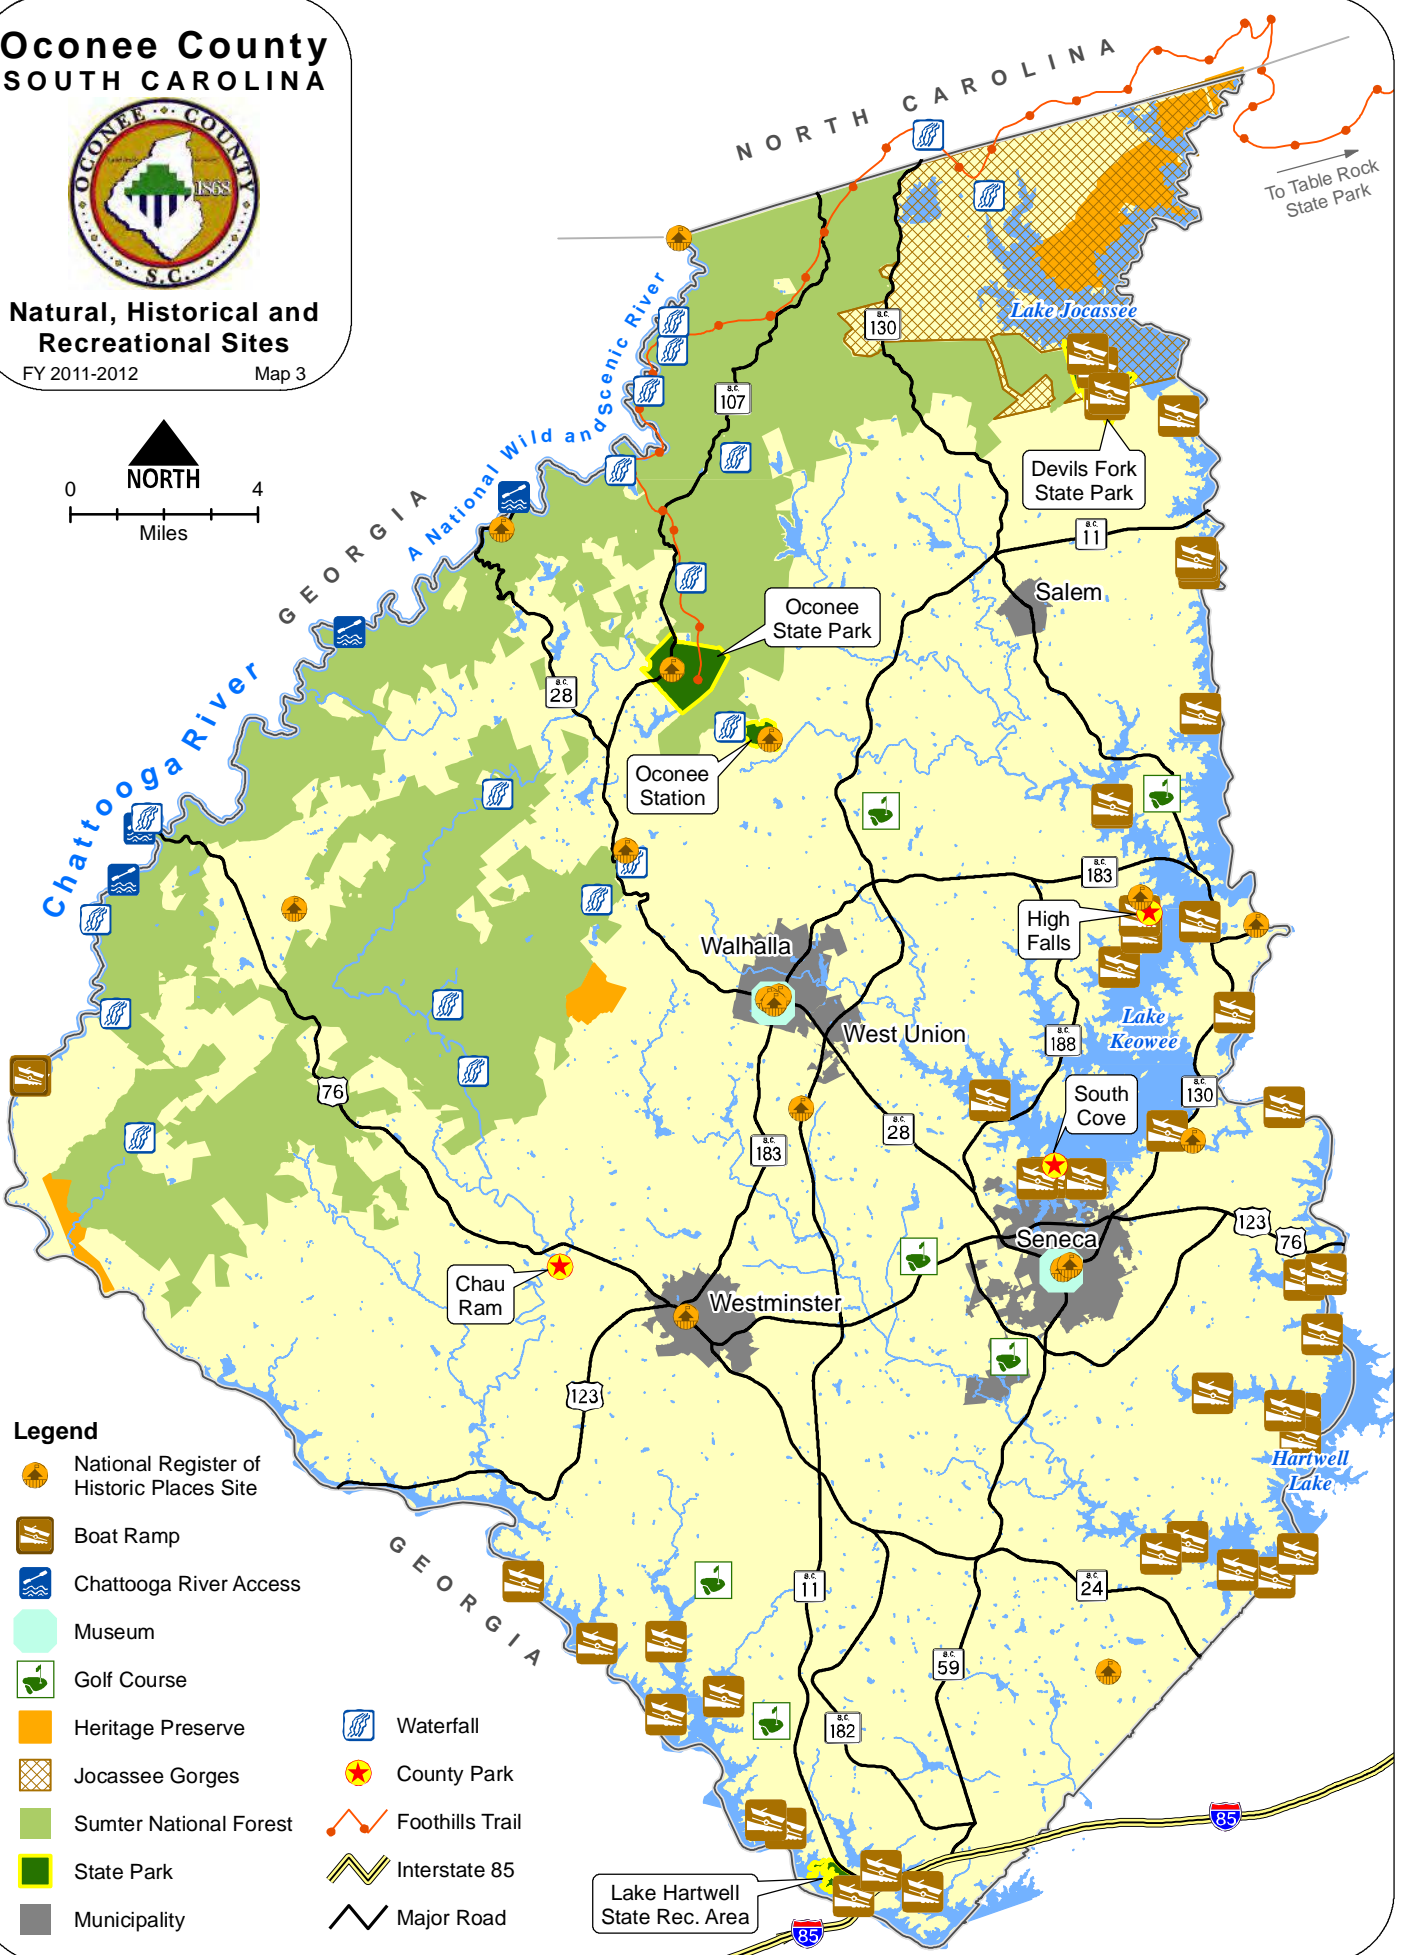 Oconee County
SOUTH CAROLINA
OCONEE COUNTY
1868
S.C.
Natural, Historical and
Recreational Sites
FY 2011-2012
Map 3
NORTH
0
4
Miles
NORTH CAROLINA
To Table Rock
State Park
Lake Jocassee
S.C.
130
S.C.
107
A National Wild and Scenic River
Devils Fork
State Park
S.C.
11
GEORGIA
Salem
Oconee
State Park
S.C.
28
Chattooga River
Oconee
Station
S.C.
183
High
Falls
Walhalla
West Union
Lake
Keowee
S.C.
188
76
South
Cove
S.C.
130
S.C.
28
S.C.
183
123
76
Seneca
Chau
Ram
Westminster
123
Hartwell
Lake
GEORGIA
S.C.
11
S.C.
24
S.C.
59
S.C.
182
85
Lake Hartwell
State Rec. Area
85
Legend
National Register of
Historic Places Site
Boat Ramp
Chattooga River Access
Museum
Golf Course
Heritage Preserve
Jocassee Gorges
Sumter National Forest
State Park
Municipality
Waterfall
County Park
Foothills Trail
Interstate 85
Major Road